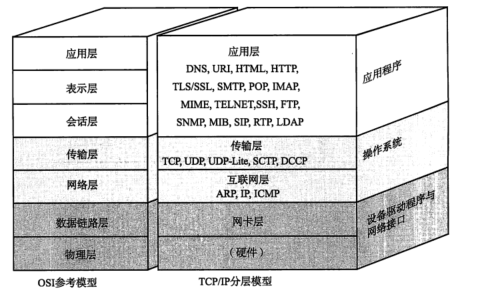 应用层
表示层
会话层
传输层
网络层
数据链路层
物理层
OSI参考模型
应用层
DNS, URI, HTML, HTTP,
TLS/SSL, SMTP, POP, IMAP,
MIME, TELNET,SSH, FTP,
SNMP, MIB, SIP, RTP, LDAP
传输层
TCP, UDP, UDP-Lite, SCTP, DCCP
互联网层
ARP, IP, ICMP
网卡层
（硬件）
TCP/IP分层模型
应用程序
操作系统
设备驱动程序与
网络接口